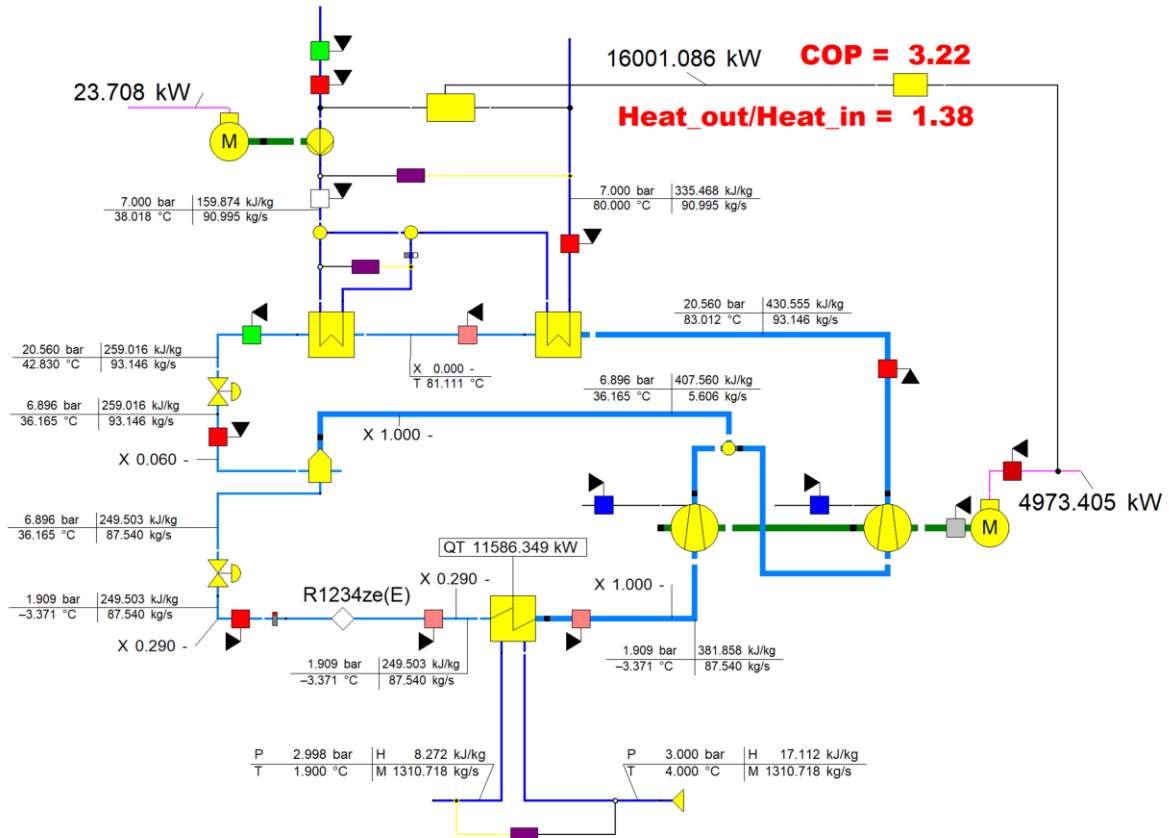 16001.086 kW
COP = 3.22
23.708 kW
Heat_out/Heat_in = 1.38
M
7.000 bar 159.874 kJ/kg
38.018 °C 90.995 kg/s
7.000 bar 335.468 kJ/kg
80.000 °C 90.995 kg/s
20.560 bar 430.555 kJ/kg
83.012 °C 93.146 kg/s
20.560 bar 259.016 kJ/kg
42.830 °C 93.146 kg/s
X 0.000 -
T 81.111 °C
6.896 bar 407.560 kJ/kg
36.165 °C 5.606 kg/s
6.896 bar 259.016 kJ/kg
36.165 °C 93.146 kg/s
X 1.000 -
X 0.060 -
4973.405 kW
M
6.896 bar 249.503 kJ/kg
36.165 °C 87.540 kg/s
QT 11586.349 kW
X 0.290 -
X 1.000 -
R1234ze(E)
1.909 bar 249.503 kJ/kg
-3.371 °C 87.540 kg/s
X 0.290 -
1.909 bar 249.503 kJ/kg
-3.371 °C 87.540 kg/s
1.909 bar 381.858 kJ/kg
-3.371 °C 87.540 kg/s
P 2.998 bar H 8.272 kJ/kg
T 1.900 °C M 1310.718 kg/s
P 3.000 bar H 17.112 kJ/kg
T 4.000 °C M 1310.718 kg/s